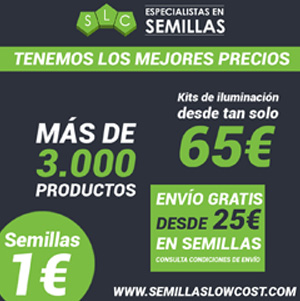 SLC
ESPECIALISTAS EN
SEMILLAS
TENEMOS LOS MEJORES PRECIOS
MÁS DE
3.000
PRODUCTOS
Kits de iluminación
desde tan solo
65€
ENVÍO GRATIS
DESDE 25€
EN SEMILLAS
CONSULTA CONDICIONES DE ENVÍO
Semillas
1€
WWW.SEMILLASLOWCOST.COM